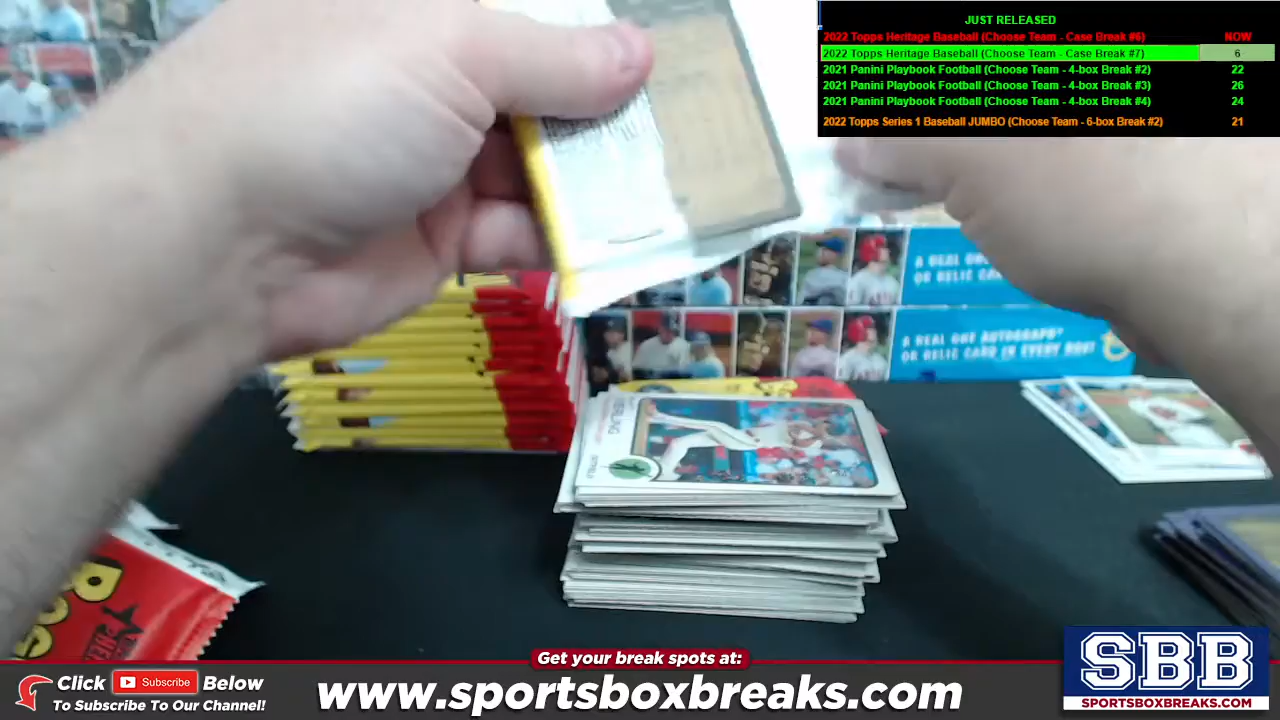 JUST RELEASED
2022 Topps Heritage Baseball (Choose Team - Case Break #6) NOW
2022 Topps Heritage Baseball (Choose Team - Case Break #7) 6
2021 Panini Playbook Football (Choose Team - 4-box Break #2) 22
2021 Panini Playbook Football (Choose Team - 4-box Break #3) 26
2021 Panini Playbook Football (Choose Team - 4-box Break #4) 24
2022 Topps Series 1 Baseball JUMBO (Choose Team - 6-box Break #2) 21
A REAL ONE
OR RELIC CAR
A REAL ONE AUTOGRAPH
OR RELIC CARD IN EVERY BOX!
Get your break spots at:
Click Subscribe Below
To Subscribe To Our Channel!
www.sportsboxbreaks.com
SBB
SPORTSBOXBREAKS.COM